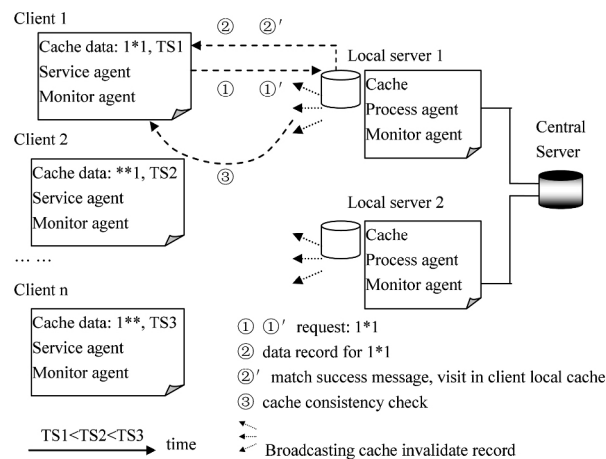 Client 1
Cache data: 1*1, TS1
Service agent
Monitor agent
② ②′
① ①′
③
Local server 1
Cache
Process agent
Monitor agent
Central
Server
Client 2
Cache data: **1, TS2
Service agent
Monitor agent
... ...
Local server 2
Cache
Process agent
Monitor agent
Client n
Cache data: 1**, TS3
Service agent
Monitor agent
① ①′ request: 1*1
② data record for 1*1
②′ match success message, visit in client local cache
③ cache consistency check
Broadcasting cache invalidate record
TS1<TS2<TS3
time